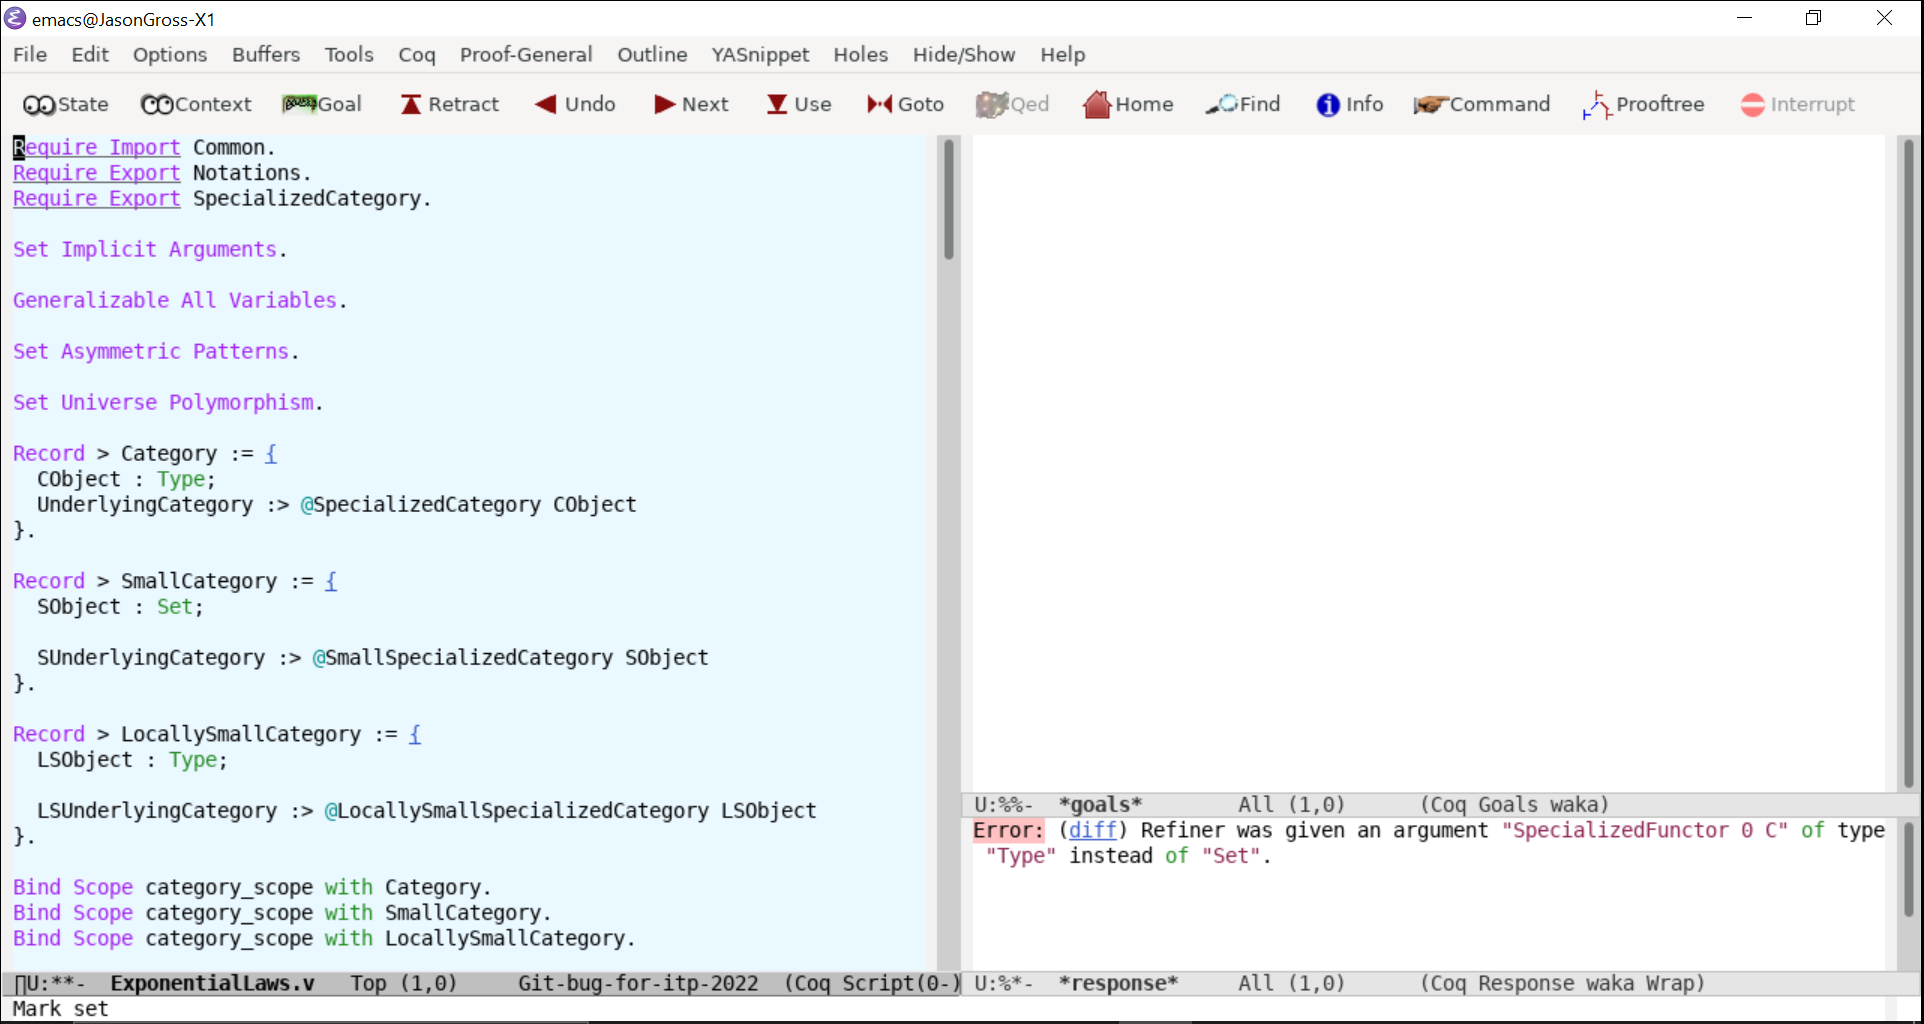 emacs@JasonGross-X1
File Edit Options Buffers Tools Coq Proof-General Outline YASnippet Holes Hide/Show Help
State Context Goal Retract Undo Next Use Goto Qed Home Find Info Command Prooftree Interrupt
Require Import Common.
Require Export Notations.
Require Export SpecializedCategory.
Set Implicit Arguments.
Generalizable All Variables.
Set Asymmetric Patterns.
Set Universe Polymorphism.
Record > Category := {
CObject : Type;
UnderlyingCategory :> @SpecializedCategory CObject
}.
Record > SmallCategory := {
SObject : Set;
SUnderlyingCategory :> @SmallSpecializedCategory SObject
}.
Record > LocallySmallCategory := {
LSObject : Type;
LSUnderlyingCategory :> @LocallySmallSpecializedCategory LSObject
}.
Bind Scope category_scope with Category.
Bind Scope category_scope with SmallCategory.
Bind Scope category_scope with LocallySmallCategory.
U:**- ExponentialLaws.v Top (1,0) Git-bug-for-itp-2022 (Coq Script(0-)
U:%%- *goals* All (1,0) (Coq Goals waka)
Error: (diff) Refiner was given an argument "SpecializedFunctor 0 C" of type
"Type" instead of "Set".
U:%*- *response* All (1,0) (Coq Response waka Wrap)
Mark set